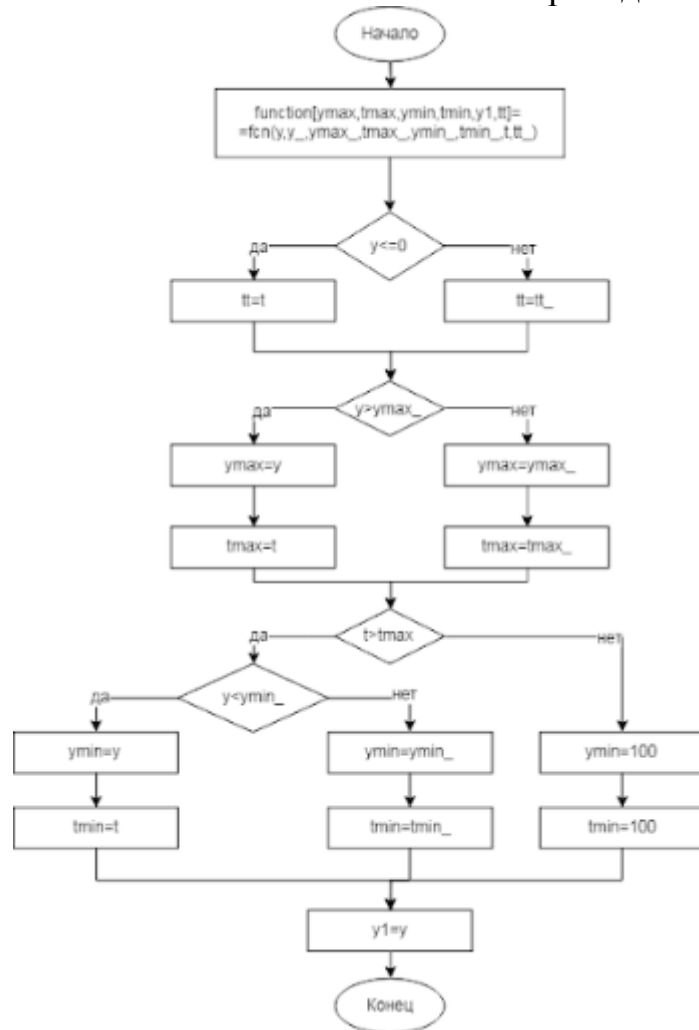 Начало
function[ymax,tmax,ymin,tmin,y1,tt]=
=fcn(y,y_,ymax_,tmax_,ymin_,tmin_,t,tt_)
y<=0
да
нет
tt=t
tt=tt_
y>ymax_
да
нет
ymax=y
ymax=ymax_
tmax=t
tmax=tmax_
t>tmax
да
нет
y<ymin_
да
нет
ymin=y
ymin=ymin_
ymin=100
tmin=t
tmin=tmin_
tmin=100
y1=y
Конец